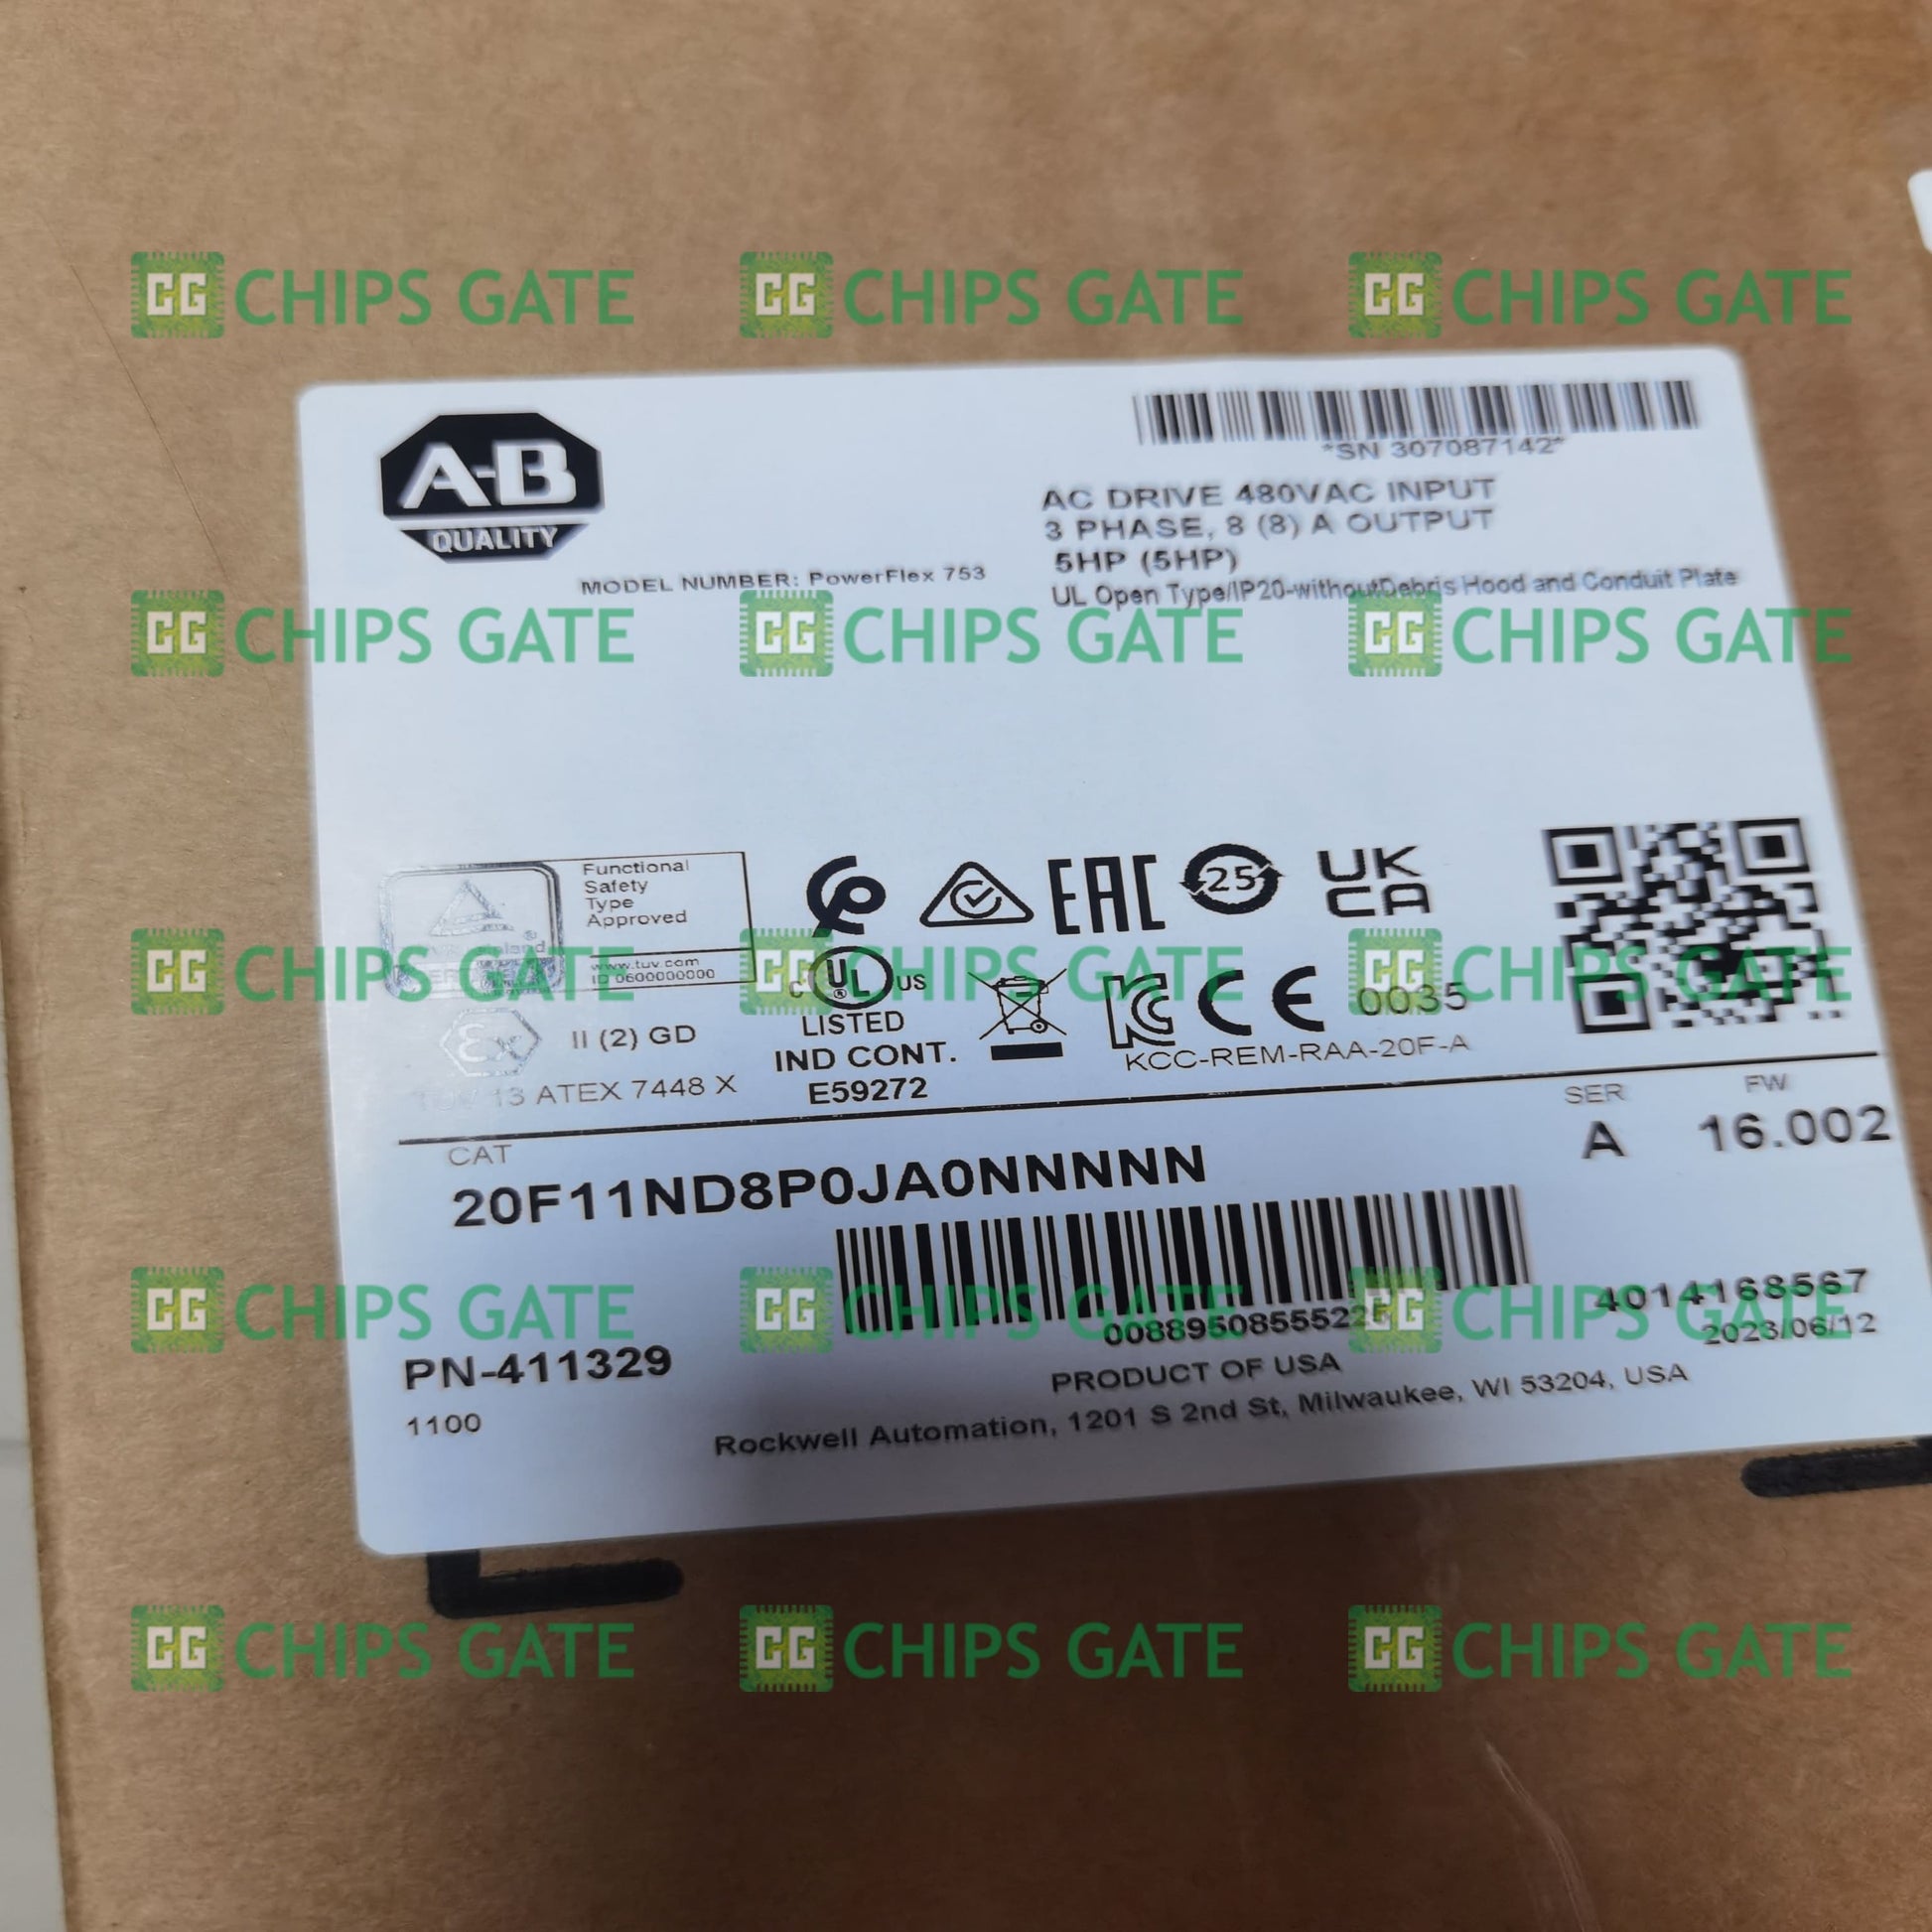 CG CHIPS GATE CG CHIPS GATE CG CHIPS GATE
A-B
QUALITY
*SN 307087142*
AC DRIVE 480VAC INPUT
3 PHASE, 8 (8) A OUTPUT
5HP (5HP)
MODEL NUMBER: PowerFlex 753
UL Open Type/IP20-withoutDebris Hood and Conduit Plate
CG CHIPS GATE CG CHIPS GATE CG CHIPS GATE
Functional
Safety
Type
Approved
www.tuv.com
ID 0600000000
EAC
25
UK
CA
CG CHIPS GATE CG CHIPS GATE CG CHIPS GATE
C UL US
®
LISTED
IND CONT.
E59272
KC CE 0035
KCC-REM-RAA-20F-A
Ex II (2) GD
13 ATEX 7448 X
SER FW
A 16.002
CAT
20F11ND8P0JA0NNNNN
CG CHIPS GATE CG CHIPS GATE CG CHIPS GATE
4014168567
2023/06/12
PN-411329
1100
PRODUCT OF USA
Rockwell Automation, 1201 S 2nd St, Milwaukee, WI 53204, USA
CG CHIPS GATE CG CHIPS GATE CG CHIPS GATE